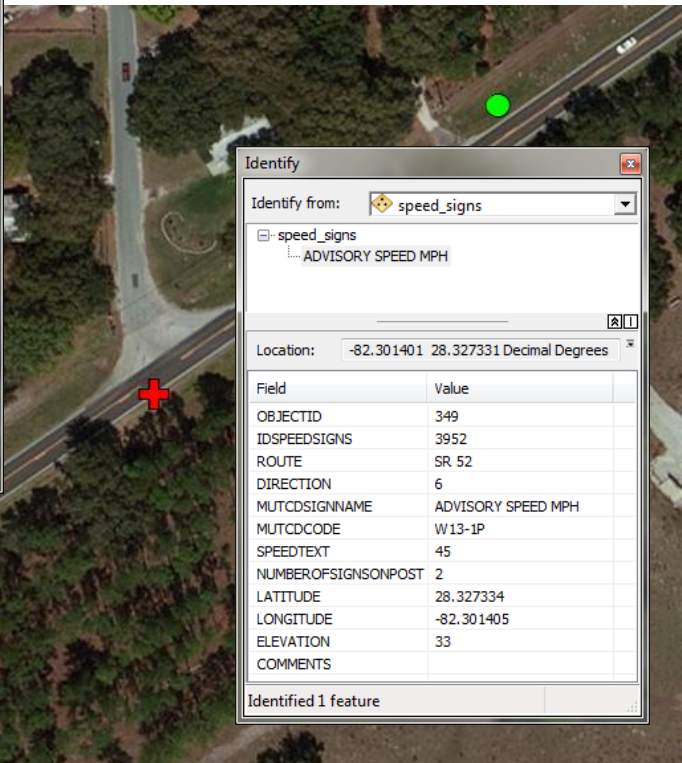 Identify
Identify from: speed_signs
speed_signs
ADVISORY SPEED MPH
Location: -82.301401 28.327331 Decimal Degrees
Field Value
OBJECTID 349
IDSPEEDSIGNS 3952
ROUTE SR 52
DIRECTION 6
MUTCDSIGNNAME ADVISORY SPEED MPH
MUTCDCODE W13-1P
SPEEDTEXT 45
NUMBEROFSIGNSONPOST 2
LATITUDE 28.327334
LONGITUDE -82.301405
ELEVATION 33
COMMENTS
Identified 1 feature